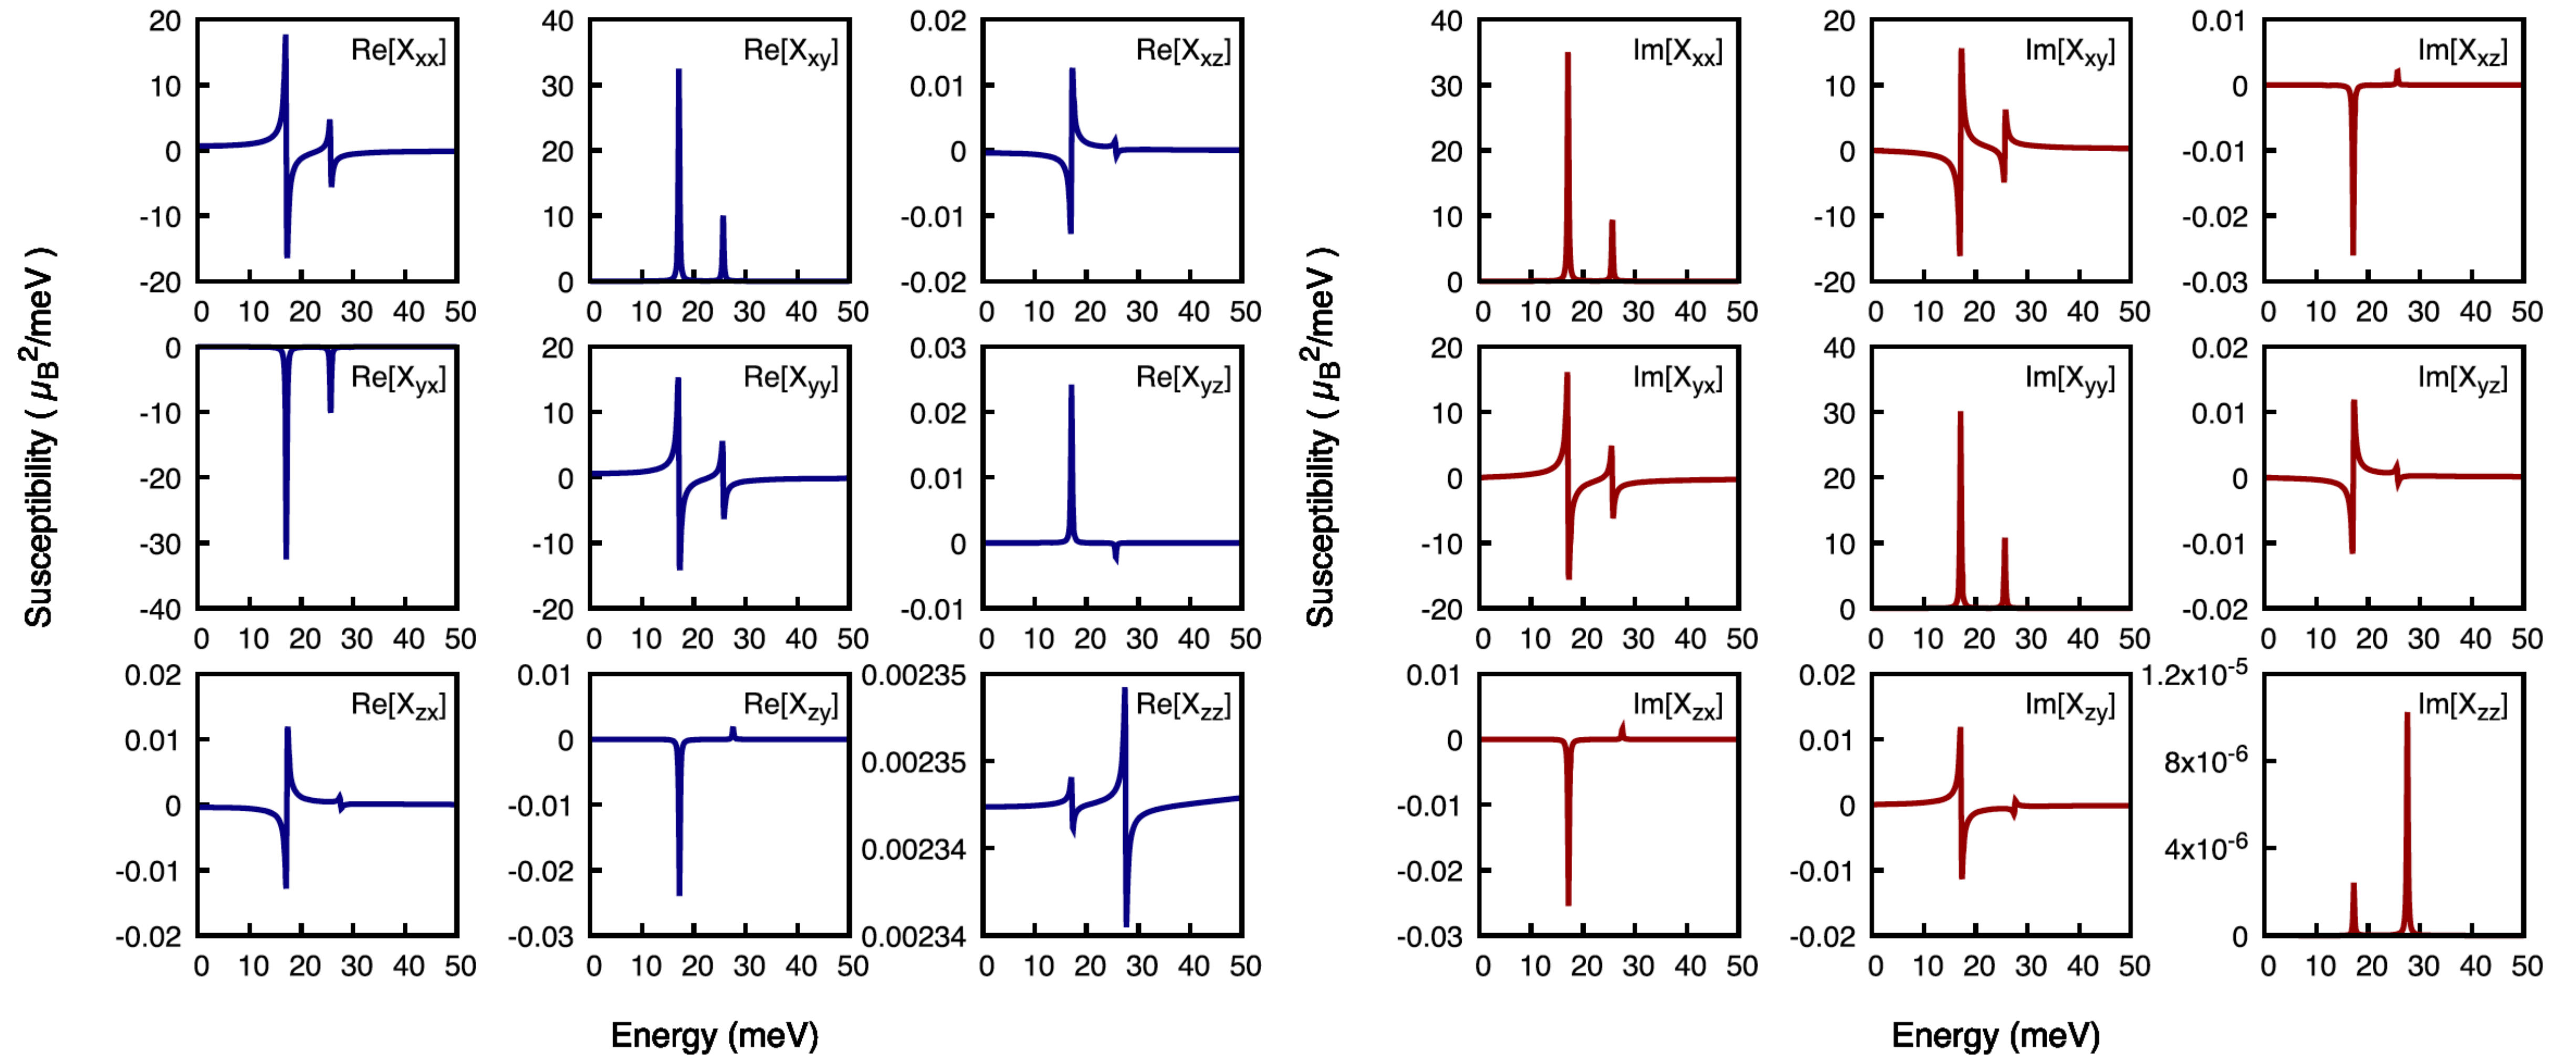 20 10 0 -10 -20 0 10 20 30 40 50 Re[Xxx]
40 30 20 10 0 0 10 20 30 40 50 Re[Xxy]
0.02 0.01 0 -0.01 -0.02 0 10 20 30 40 50 Re[Xxz]
0 -10 -20 -30 -40 0 10 20 30 40 50 Re[Xyx]
20 10 0 -10 -20 0 10 20 30 40 50 Re[Xyy]
0.03 0.02 0.01 0 -0.01 0 10 20 30 40 50 Re[Xyz]
0.02 0.01 0 -0.01 -0.02 0 10 20 30 40 50 Re[Xzx]
0.01 0 -0.01 -0.02 -0.03 0 10 20 30 40 50 Re[Xzy]
0.00235 0.00235 0.00234 0.00234 0 10 20 30 40 50 Re[Xzz]
Susceptibility ( μB²/meV )
Energy (meV)
40 30 20 10 0 0 10 20 30 40 50 Im[Xxx]
20 10 0 -10 -20 0 10 20 30 40 50 Im[Xxy]
0.01 0 -0.01 -0.02 -0.03 0 10 20 30 40 50 Im[Xxz]
20 10 0 -10 -20 0 10 20 30 40 50 Im[Xyx]
40 30 20 10 0 0 10 20 30 40 50 Im[Xyy]
0.02 0.01 0 -0.01 -0.02 0 10 20 30 40 50 Im[Xyz]
0.01 0 -0.01 -0.02 -0.03 0 10 20 30 40 50 Im[Xzx]
0.02 0.01 0 -0.01 -0.02 0 10 20 30 40 50 Im[Xzy]
1.2x10⁻⁵ 8x10⁻⁶ 4x10⁻⁶ 0 0 10 20 30 40 50 Im[Xzz]
Susceptibility ( μB²/meV )
Energy (meV)